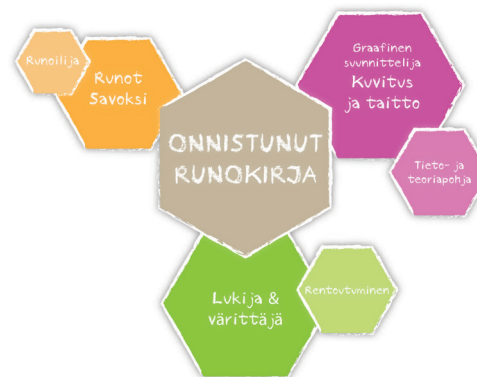 Runoilija
Runot
Savoksi
Graafinen
suunnittelija
Kuvitus
ja taitto
ONNISTUNUT
RUNOKIRJA
Tieto- ja
teoriapohja
Lukija &
värittäjä
Rentoutuminen